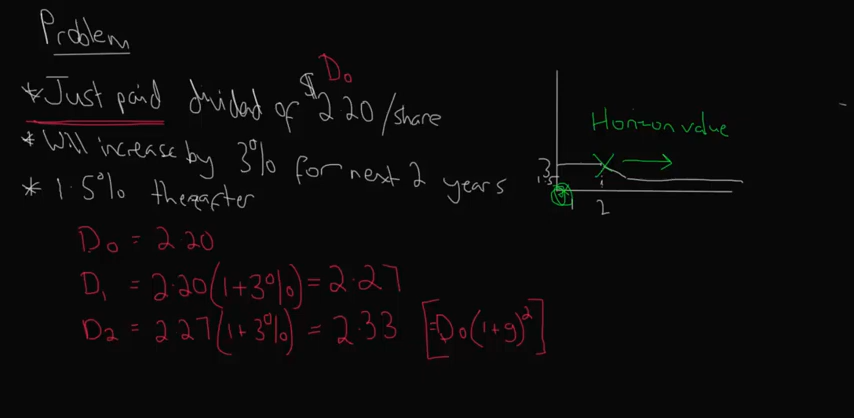 Problem
* Just paid dividad of $2.20/share
D₀
* Will increase by 3% for next 2 years
* 1.5% thereafter
D₀ = 2.20
D₁ = 2.20(1+3%) = 2.27
D₂ = 2.27(1+3%) = 2.33 [=D₀(1+g)²]
Horizon value
3
1.5
1
2